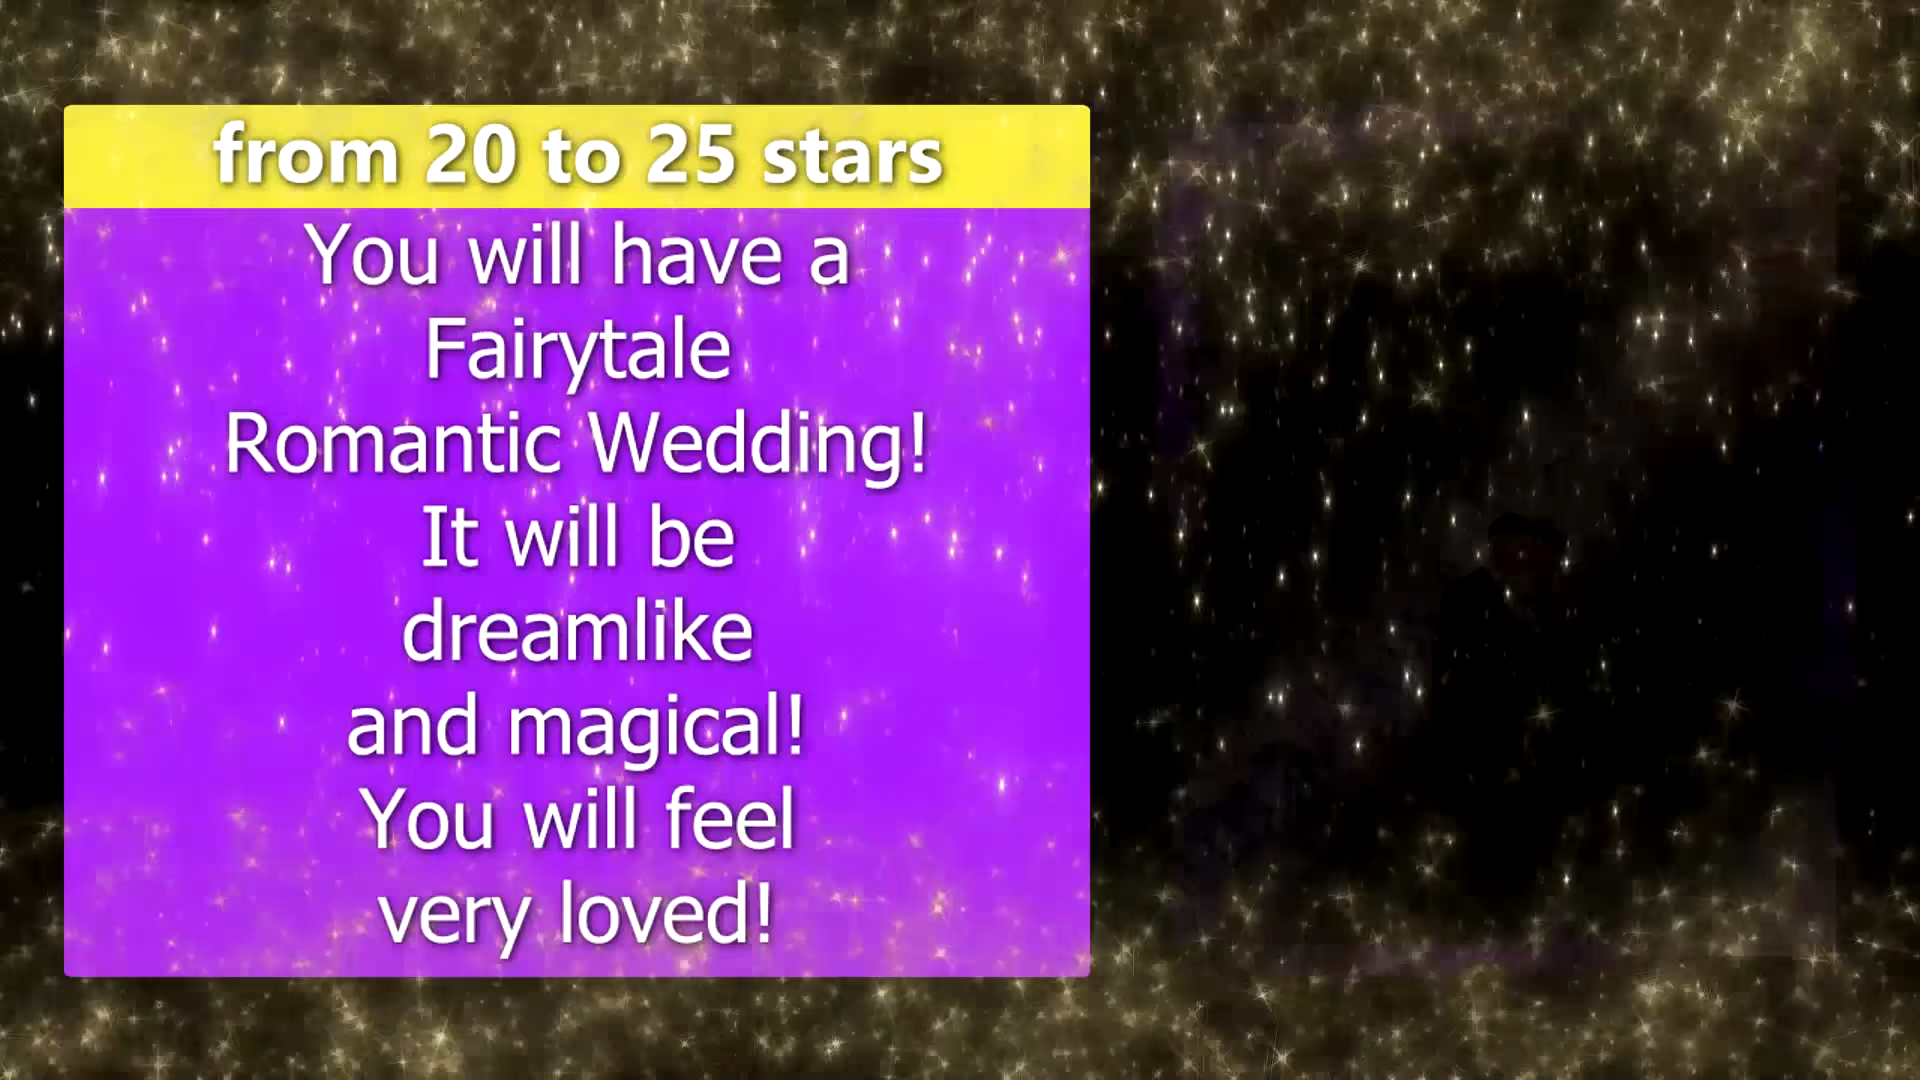 from 20 to 25 stars
You will have a
Fairytale
Romantic Wedding!
It will be
dreamlike
and magical!
You will feel
very loved!